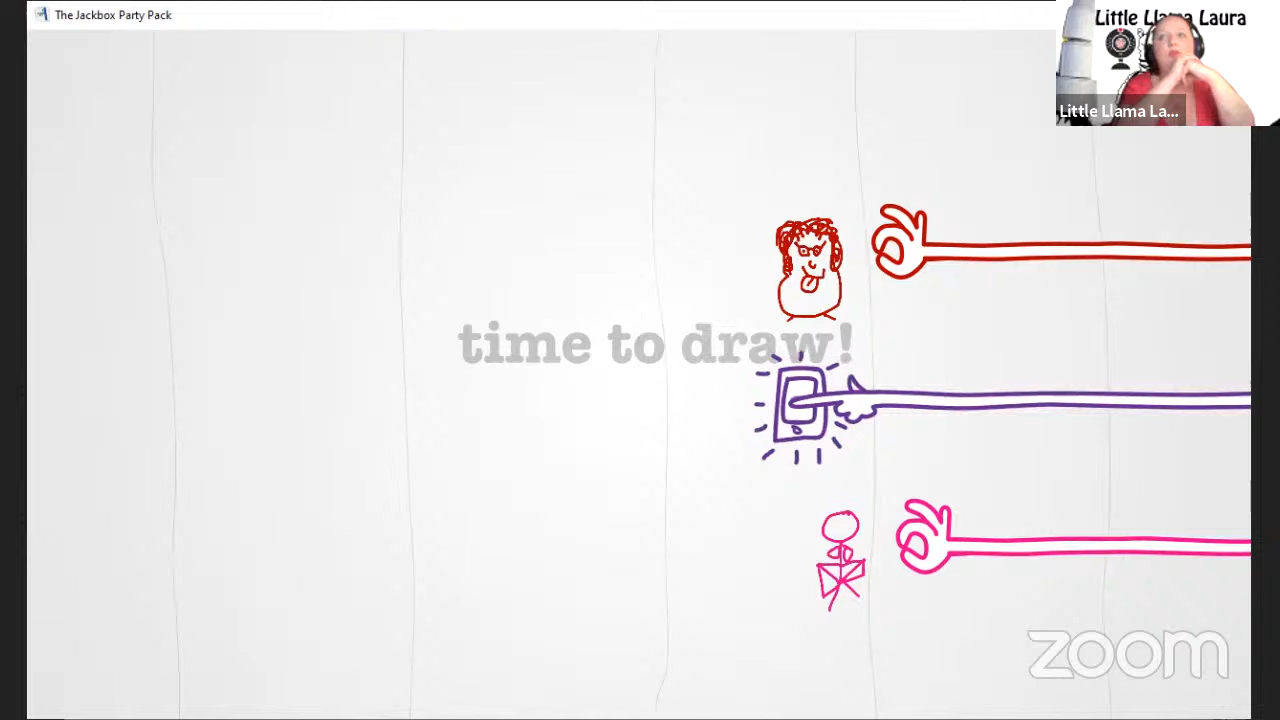 The Jackbox Party Pack
Little Llama Laura
Little Llama La...
time to draw!
zoom